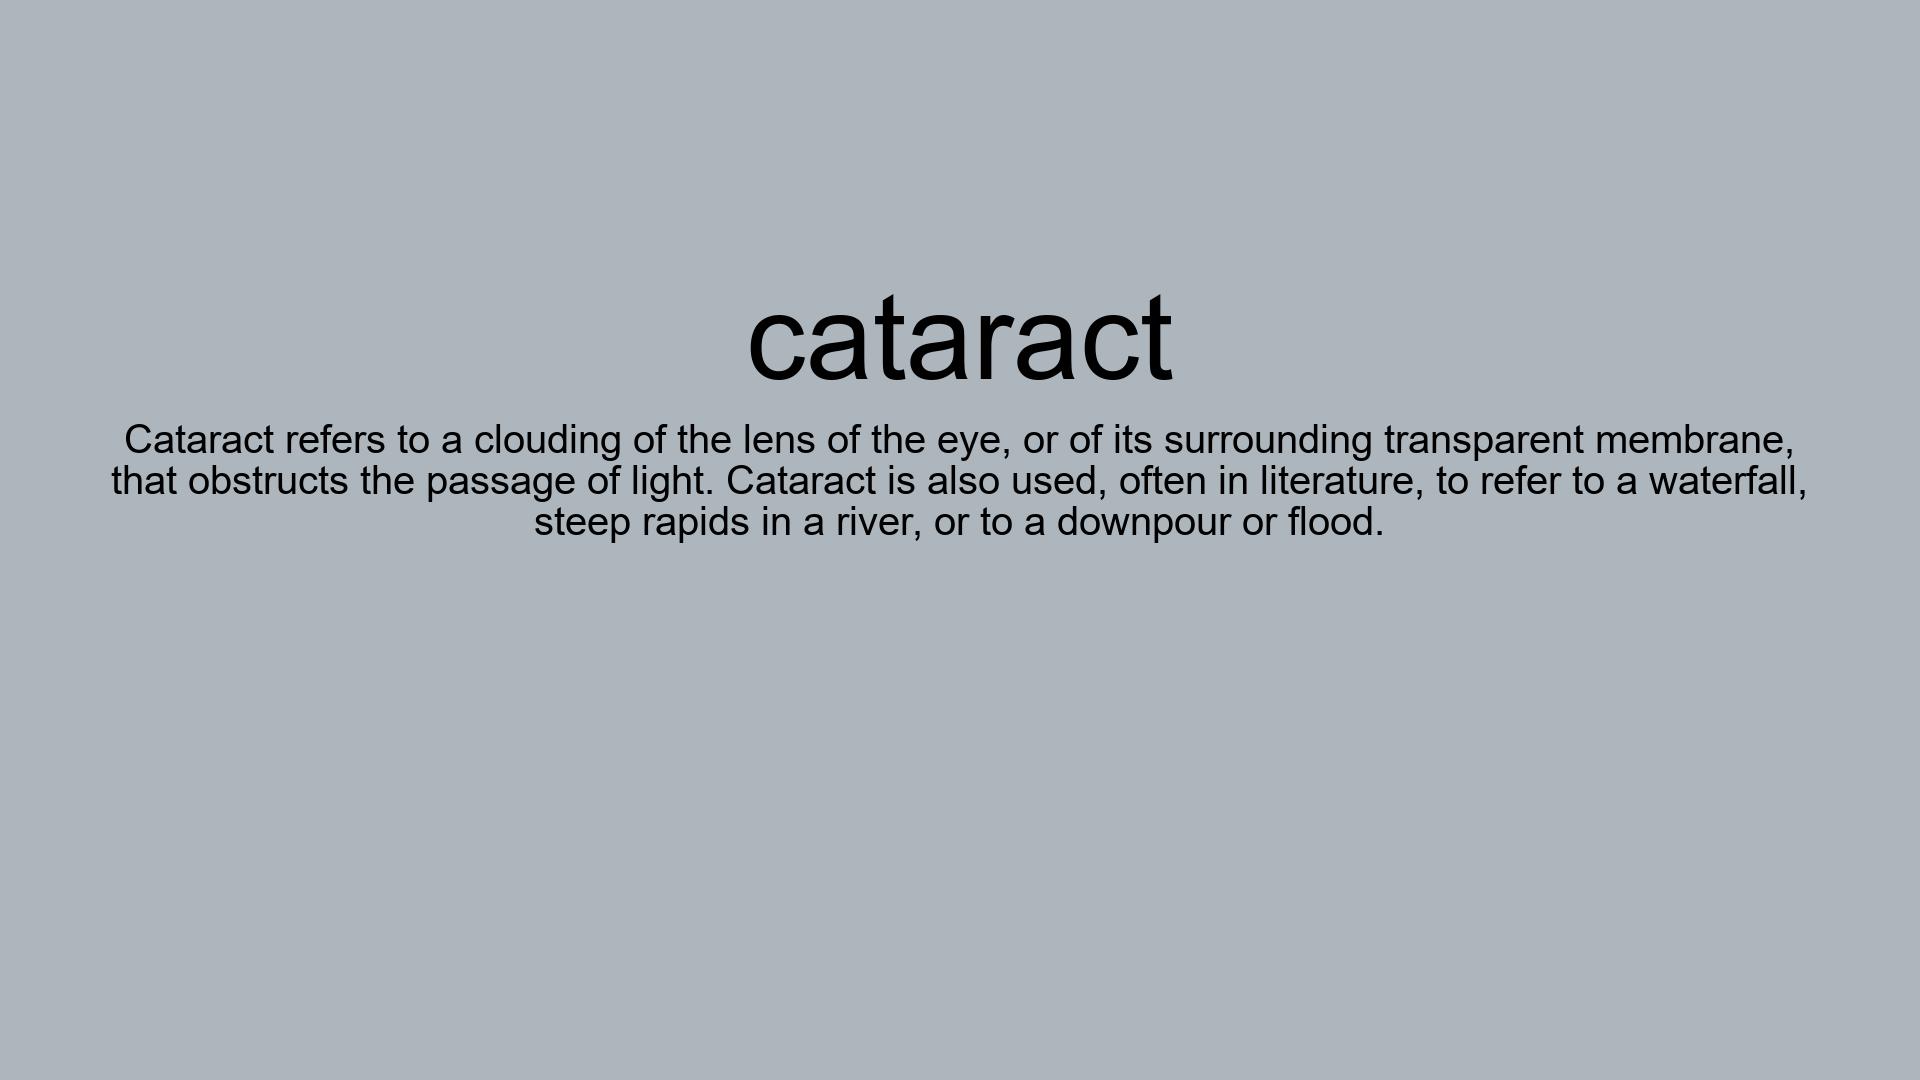 cataract
Cataract refers to a clouding of the lens of the eye, or of its surrounding transparent membrane,
that obstructs the passage of light. Cataract is also used, often in literature, to refer to a waterfall,
steep rapids in a river, or to a downpour or flood.